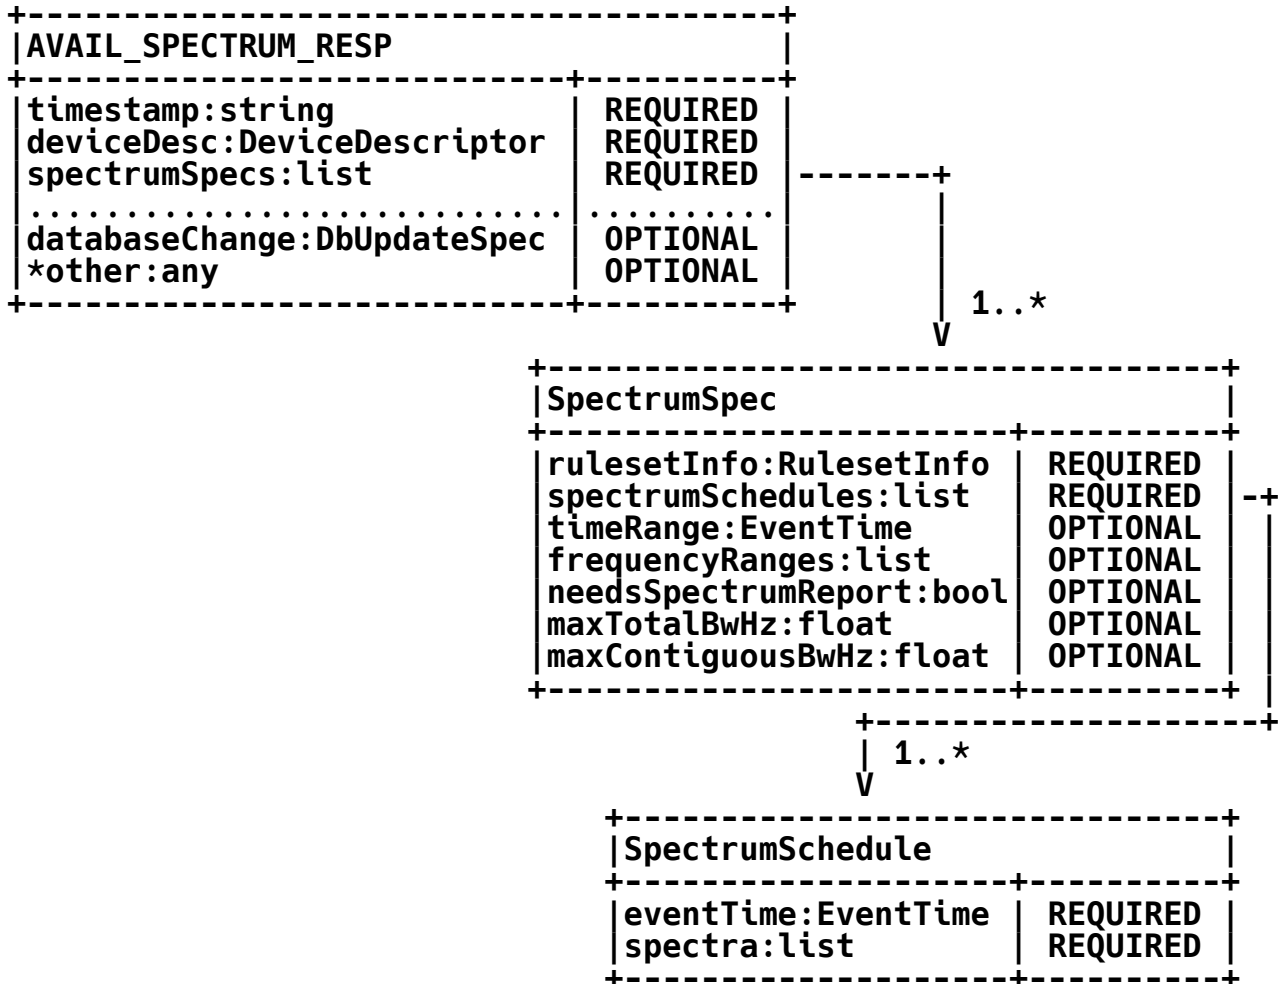 +---------------------------------------+
|AVAIL_SPECTRUM_RESP                    |
+----------------------------+----------+
|timestamp:string            | REQUIRED |
|deviceDesc:DeviceDescriptor | REQUIRED |
|spectrumSpecs:list          | REQUIRED |-------+
|............................|..........|       |
|databaseChange:DbUpdateSpec | OPTIONAL |       |
|*other:any                  | OPTIONAL |       |
+----------------------------+----------+       | 1..*
                                                V
                           +-----------------------------------+
                           |SpectrumSpec                       |
                           +------------------------+----------+
                           |rulesetInfo:RulesetInfo | REQUIRED |
                           |spectrumSchedules:list  | REQUIRED |-+
                           |timeRange:EventTime     | OPTIONAL | |
                           |frequencyRanges:list    | OPTIONAL | |
                           |needsSpectrumReport:bool| OPTIONAL | |
                           |maxTotalBwHz:float      | OPTIONAL | |
                           |maxContiguousBwHz:float | OPTIONAL | |
                           +------------------------+----------+ |
                                            +--------------------+
                                            | 1..*
                                            V
                               +-------------------------------+
                               |SpectrumSchedule               |
                               +--------------------+----------+
                               |eventTime:EventTime | REQUIRED |
                               |spectra:list        | REQUIRED |
                               +--------------------+----------+